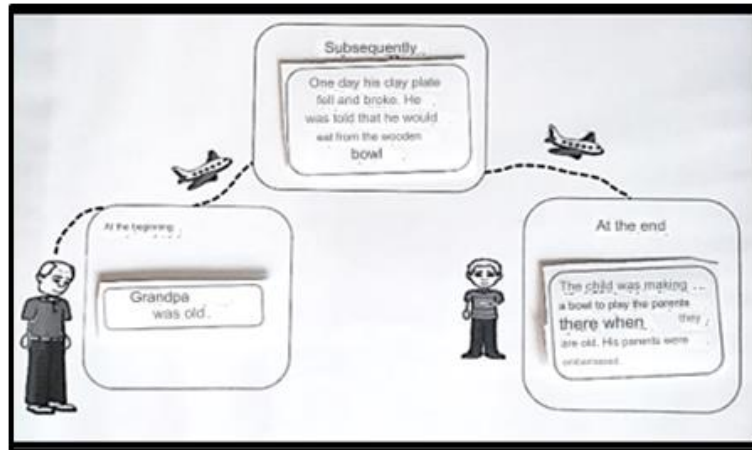 Subsequently
One day his clay plate
fell and broke. He
was told that he would
eat from the wooden
bowl
At the beginning
Grandpa
was old.
At the end
The child was making
a bowl to play the parents
there when they
are old. His parents were
embarrassed.